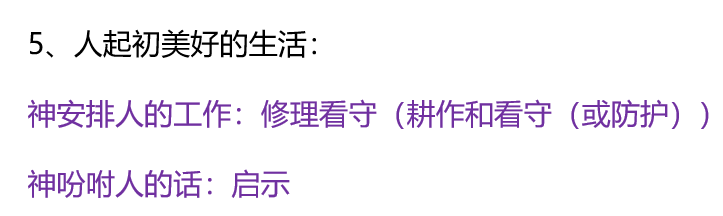 5、人起初美好的生活：
神安排人的工作：修理看守（耕作和看守（或防护））
神吩咐人的话：启示